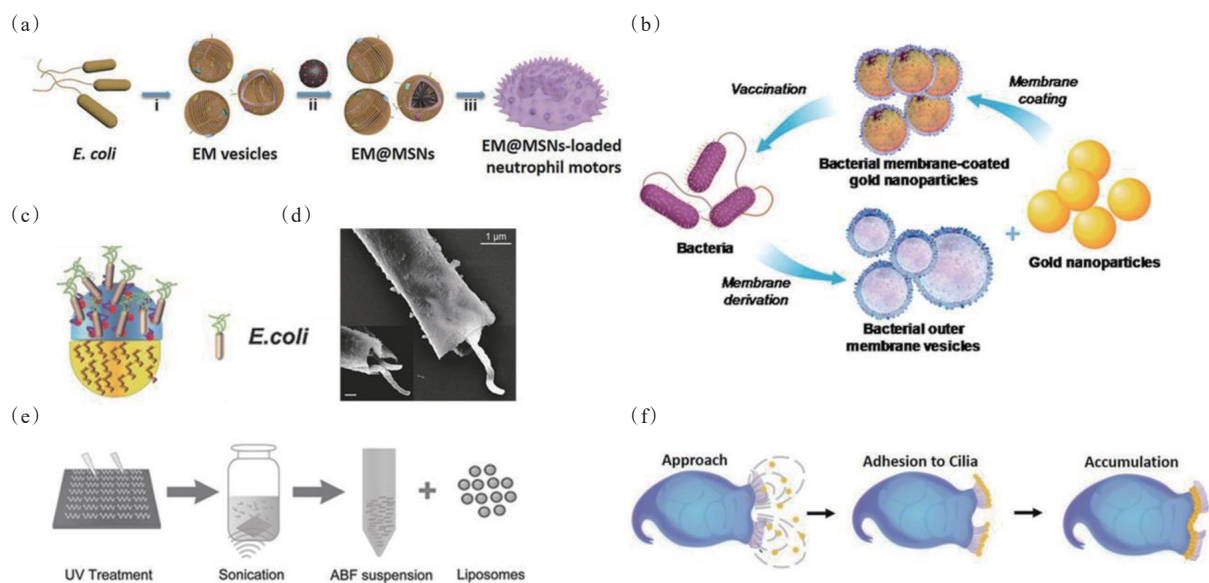 (a)
E. coli
i
EM vesicles
ii
EM@MSNs
iii
EM@MSNs-loaded
neutrophil motors
(b)
Vaccination
Membrane
coating
Bacterial membrane-coated
gold nanoparticles
Bacteria
+
Gold nanoparticles
Membrane
derivation
Bacterial outer
membrane vesicles
(c)
E.coli
(d)
1 μm
(e)
UV Treatment
Sonication
ABF suspension
+
Liposomes
(f)
Approach
Adhesion to Cilia
Accumulation